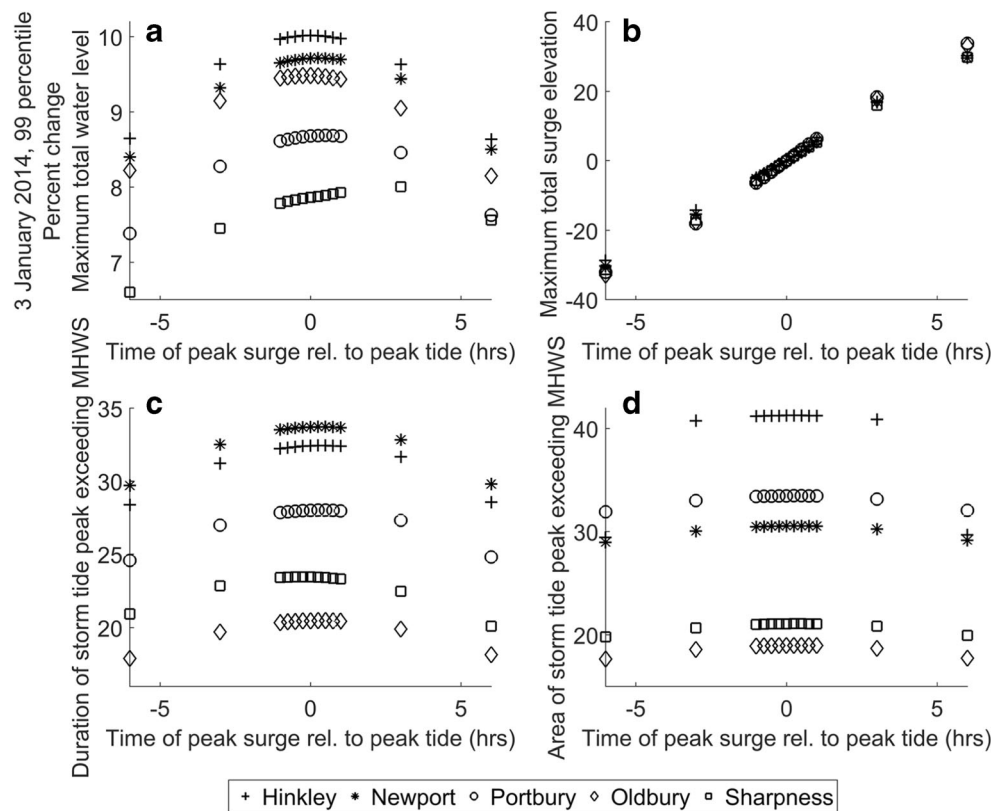 a
3 January 2014, 99 percentile
Percent change
Maximum total water level
10
9
8
7
-5
0
5
Time of peak surge rel. to peak tide (hrs)
b
Maximum total surge elevation
40
20
0
-20
-40
-5
0
5
Time of peak surge rel. to peak tide (hrs)
c
Duration of storm tide peak exceeding MHWS
35
30
25
20
-5
0
5
Time of peak surge rel. to peak tide (hrs)
d
Area of storm tide peak exceeding MHWS
40
30
20
-5
0
5
Time of peak surge rel. to peak tide (hrs)
Hinkley Newport Portbury Oldbury Sharpness